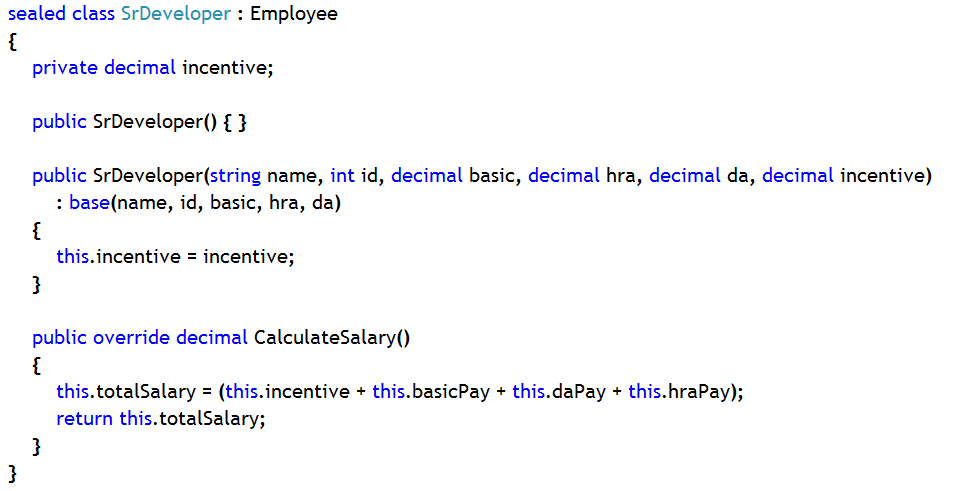 sealed class SrDeveloper : Employee
{
private decimal incentive;
public SrDeveloper() { }
public SrDeveloper(string name, int id, decimal basic, decimal hra, decimal da, decimal incentive)
: base(name, id, basic, hra, da)
{
this.incentive = incentive;
}
public override decimal CalculateSalary()
{
this.totalSalary = (this.incentive + this.basicPay + this.daPay + this.hraPay);
return this.totalSalary;
}
}